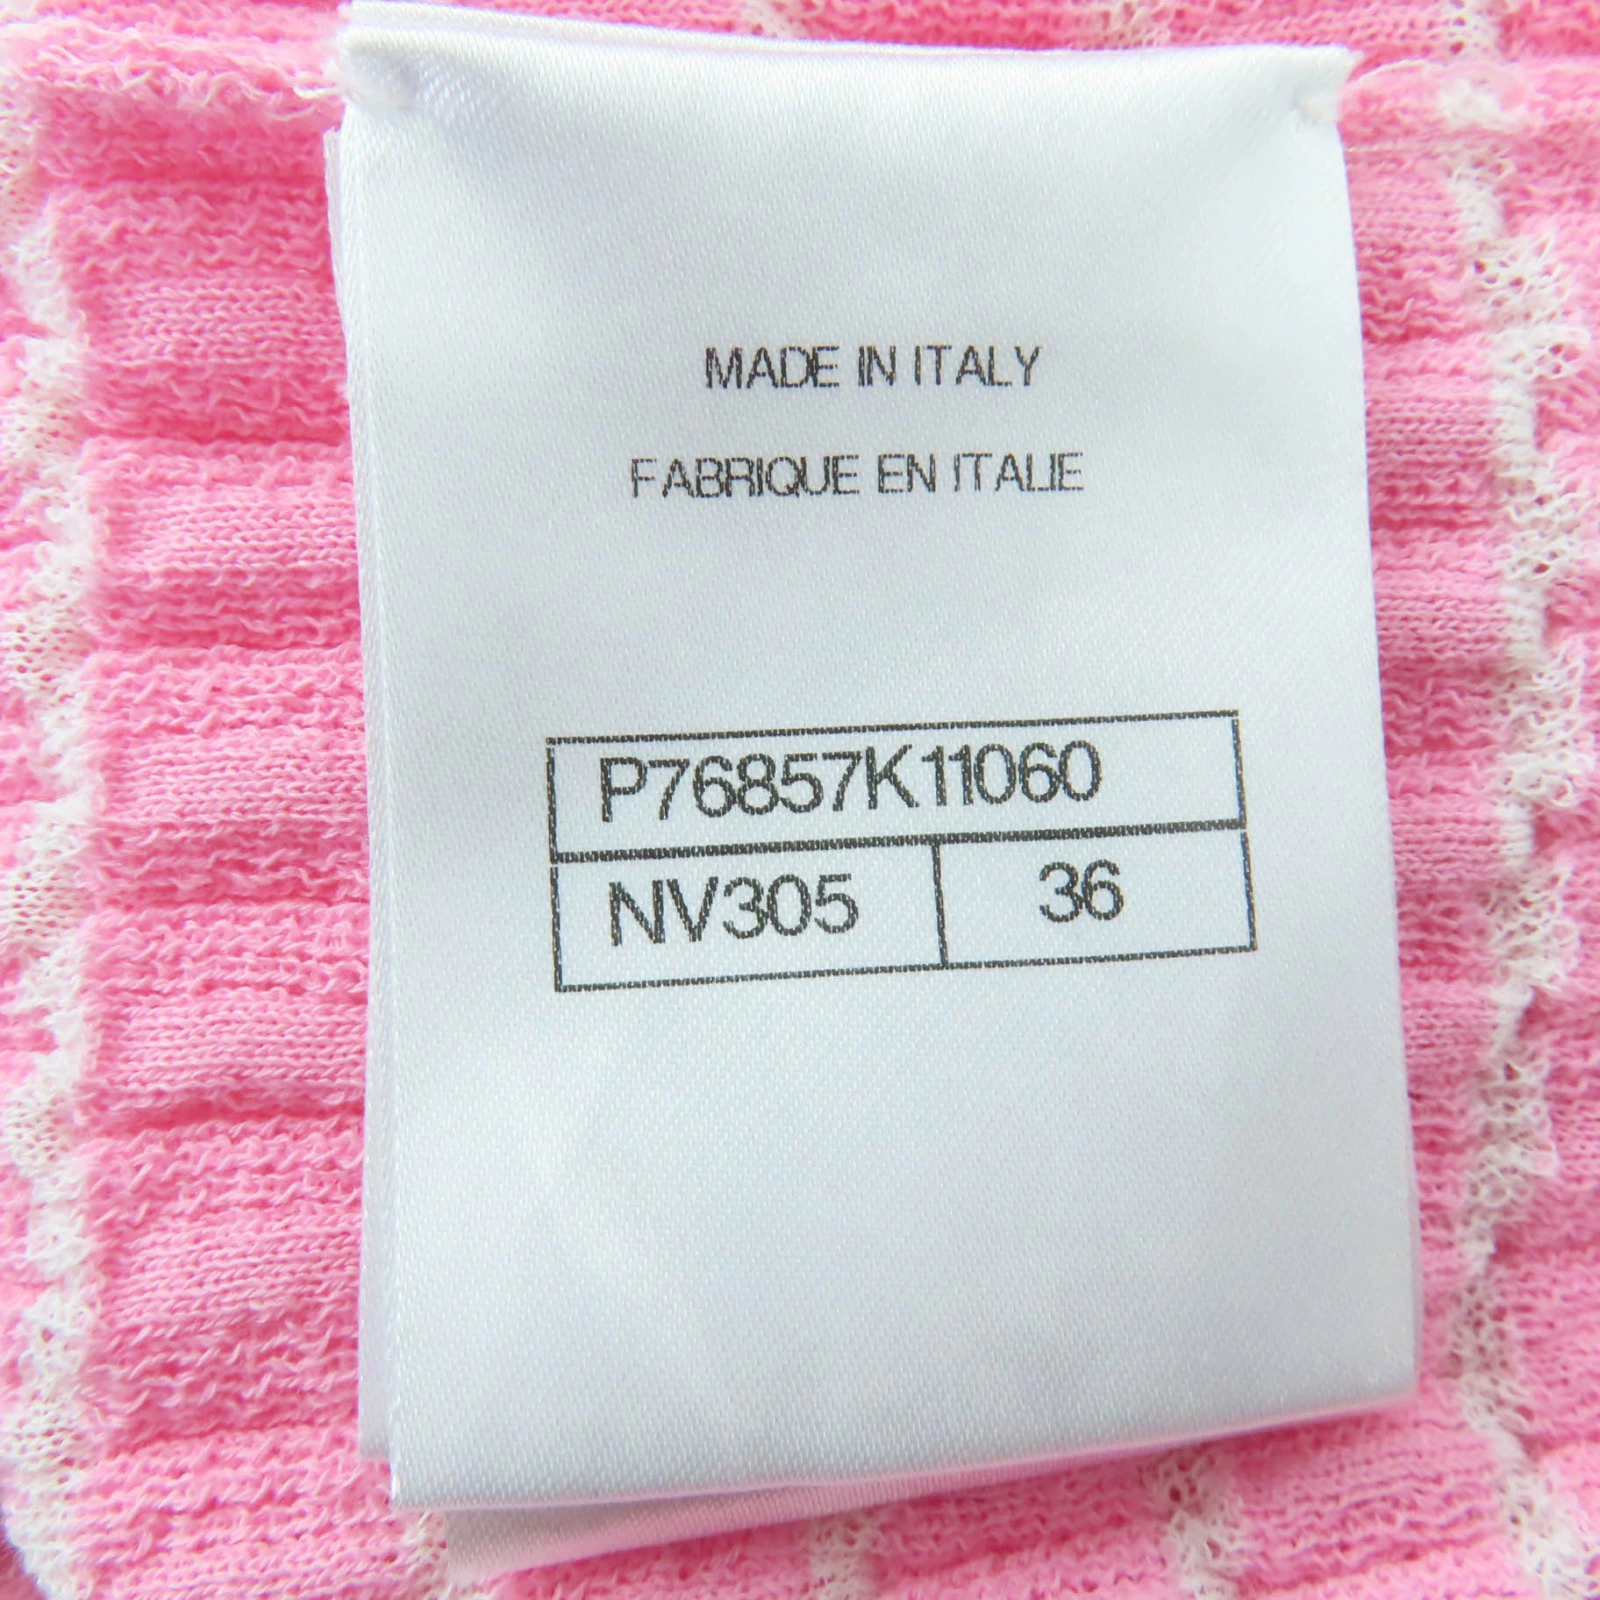 MADE IN ITALY
FABRIQUE EN ITALIE
P76857K11060
NV305 36